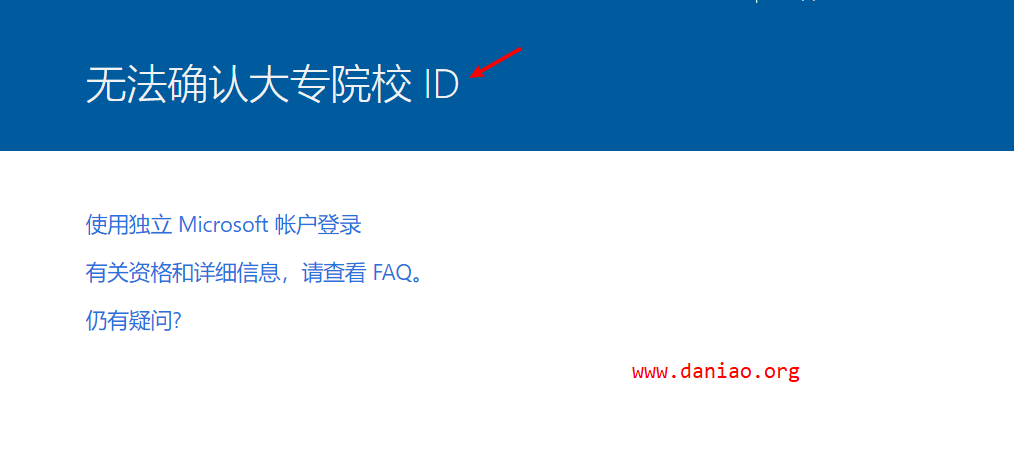 无法确认大专院校 ID
使用独立 Microsoft 帐户登录
有关资格和详细信息，请查看 FAQ。
仍有疑问?
www.daniao.org